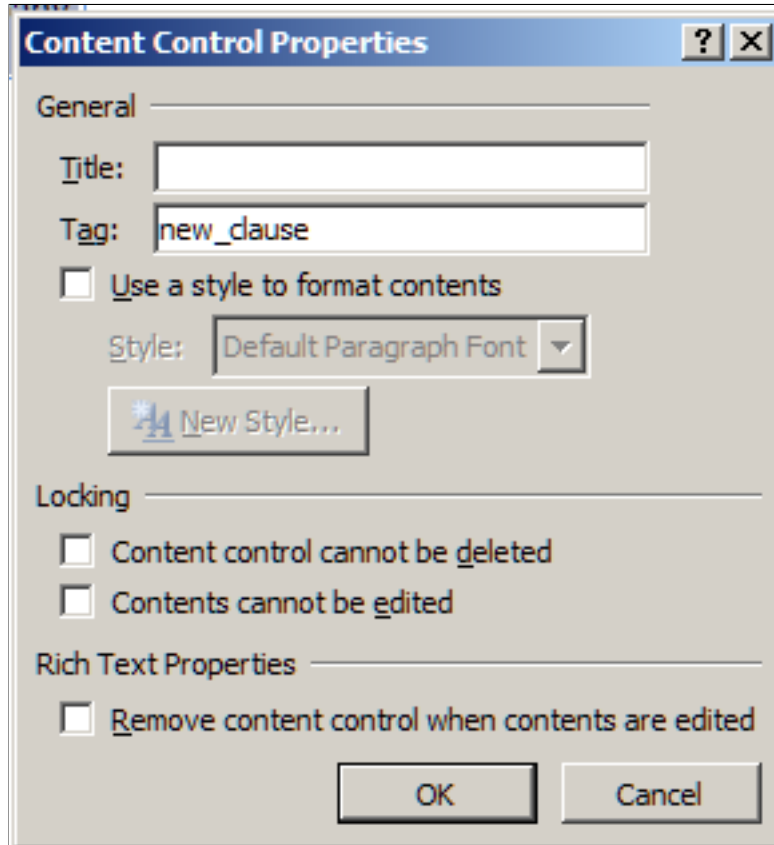 Content Control Properties
General
Title:
Tag: new_clause
Use a style to format contents
Style: Default Paragraph Font
New Style...
Locking
Content control cannot be deleted
Contents cannot be edited
Rich Text Properties
Remove content control when contents are edited
OK Cancel